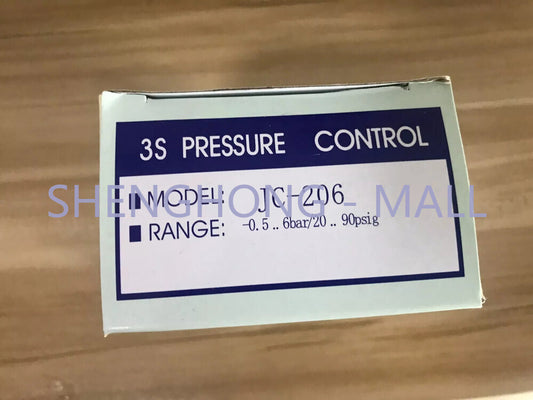 3S PRESSURE CONTROL
SHENGHONG - MALL
■ MODEL: JC-206
■ RANGE: -0.5..6bar/20..90psig